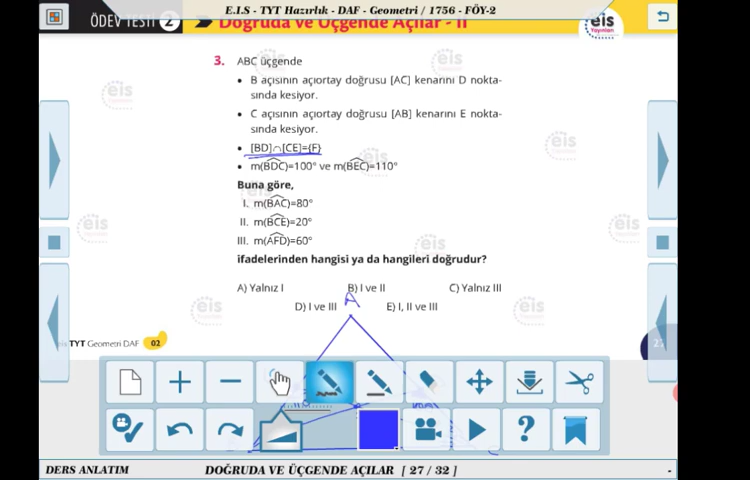 E.I.S - TYT Hazırlık - DAF - Geometri / 1756 - FÖY-2
ÖDEV TESTİ 2 Doğruda ve Üçgende Açılar - II
eis
Yayınları
3. ABC üçgende
• B açısının açıortay doğrusu [AC] kenarını D nokta-
sında kesiyor.
• C açısının açıortay doğrusu [AB] kenarını E nokta-
sında kesiyor.
• [BD]∩[CE]={F}
• m(BDC)=100° ve m(BEC)=110°
Buna göre,
I. m(BAC)=80°
II. m(BCE)=20°
III. m(AFD)=60°
ifadelerinden hangisi ya da hangileri doğrudur?
A) Yalnız I B) I ve II C) Yalnız III
D) I ve III E) I, II ve III
A
TYT Geometri DAF 02
DERS ANLATIM DOĞRUDA VE ÜÇGENDE AÇILAR [ 27 / 32 ] -